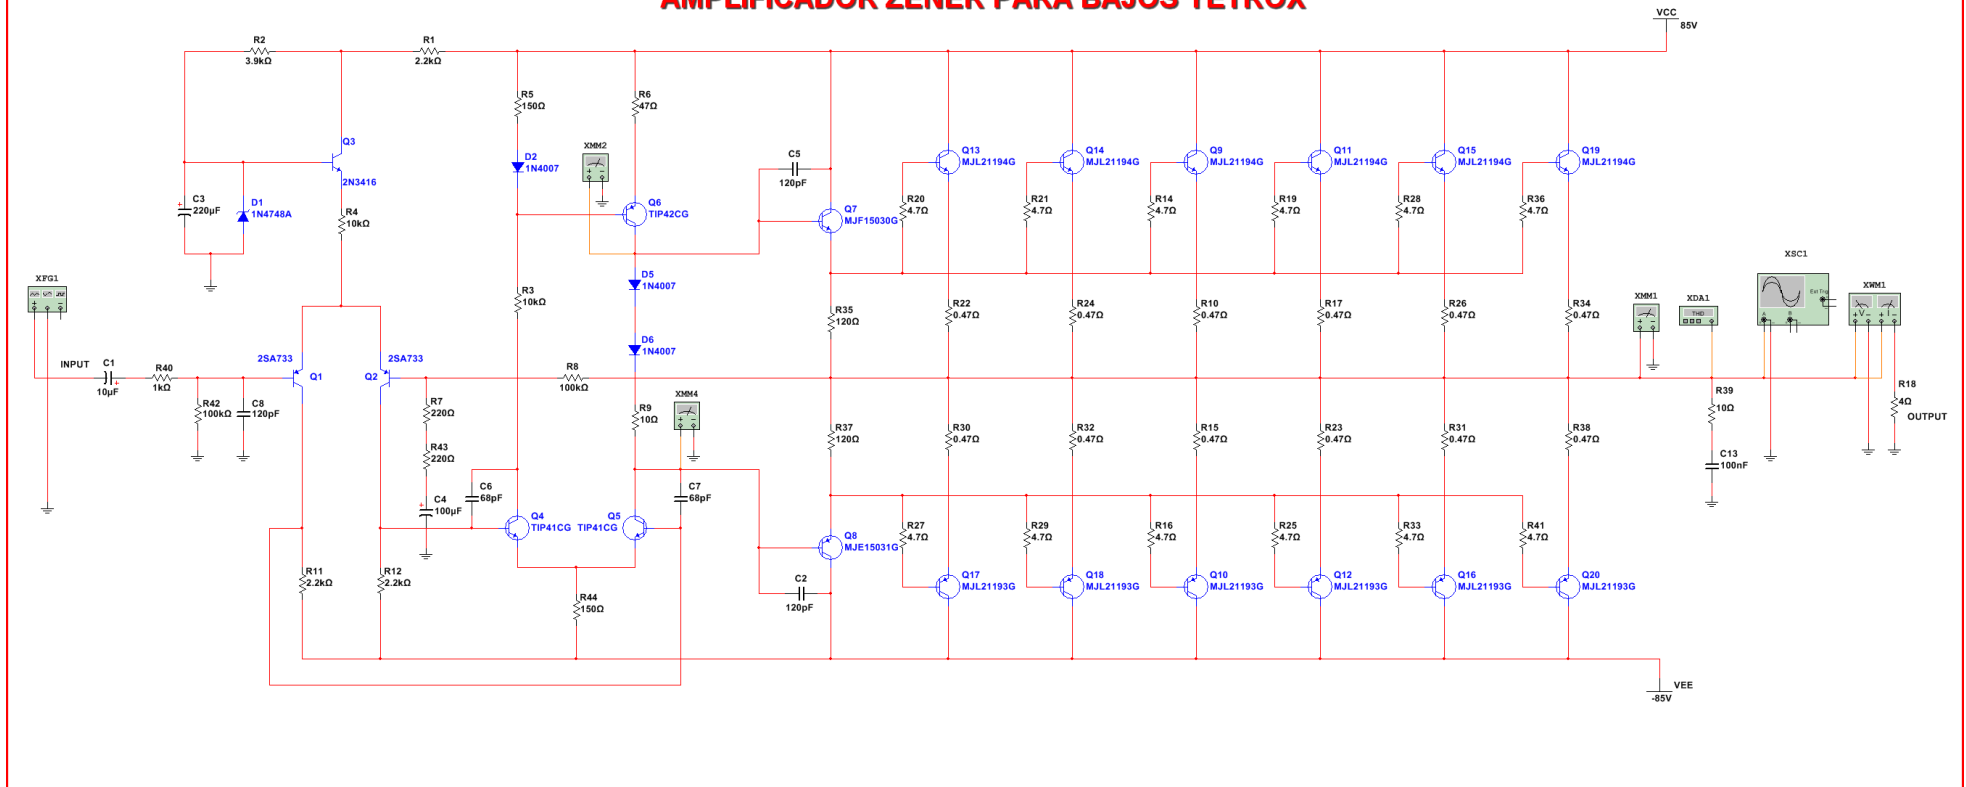 AMPLIFICADOR ZENER PARA BAJOS TETROX
VCC
85V
R2
3.9kΩ
R1
2.2kΩ
R5
150Ω
R6
47Ω
Q3
2N3416
D2
1N4007
XMM2
C5
120pF
Q13
MJL21194G
Q14
MJL21194G
Q9
MJL21194G
Q11
MJL21194G
Q15
MJL21194G
Q19
MJL21194G
C3
220µF
D1
1N4748A
R4
10kΩ
Q6
TIP42CG
Q7
MJF15030G
R20
4.7Ω
R21
4.7Ω
R14
4.7Ω
R19
4.7Ω
R28
4.7Ω
R36
4.7Ω
XFG1
D5
1N4007
R3
10kΩ
R35
120Ω
R22
0.47Ω
R24
0.47Ω
R10
0.47Ω
R17
0.47Ω
R26
0.47Ω
R34
0.47Ω
XMM1
XDA1
THD
XSC1
Ext Trig
A
B
XWM1
V
I
D6
1N4007
INPUT
C1
10µF
R40
1kΩ
2SA733
Q1
2SA733
Q2
R8
100kΩ
R42
100kΩ
C8
120pF
R7
220Ω
R43
220Ω
C4
100µF
R9
10Ω
XMM4
R37
120Ω
R30
0.47Ω
R32
0.47Ω
R15
0.47Ω
R23
0.47Ω
R31
0.47Ω
R38
0.47Ω
R39
10Ω
C13
100nF
R18
4Ω
OUTPUT
C6
68pF
C7
68pF
Q4
TIP41CG
Q5
TIP41CG
Q8
MJE15031G
R27
4.7Ω
R29
4.7Ω
R16
4.7Ω
R25
4.7Ω
R33
4.7Ω
R41
4.7Ω
R11
2.2kΩ
R12
2.2kΩ
R44
150Ω
C2
120pF
Q17
MJL21193G
Q18
MJL21193G
Q10
MJL21193G
Q12
MJL21193G
Q16
MJL21193G
Q20
MJL21193G
VEE
-85V